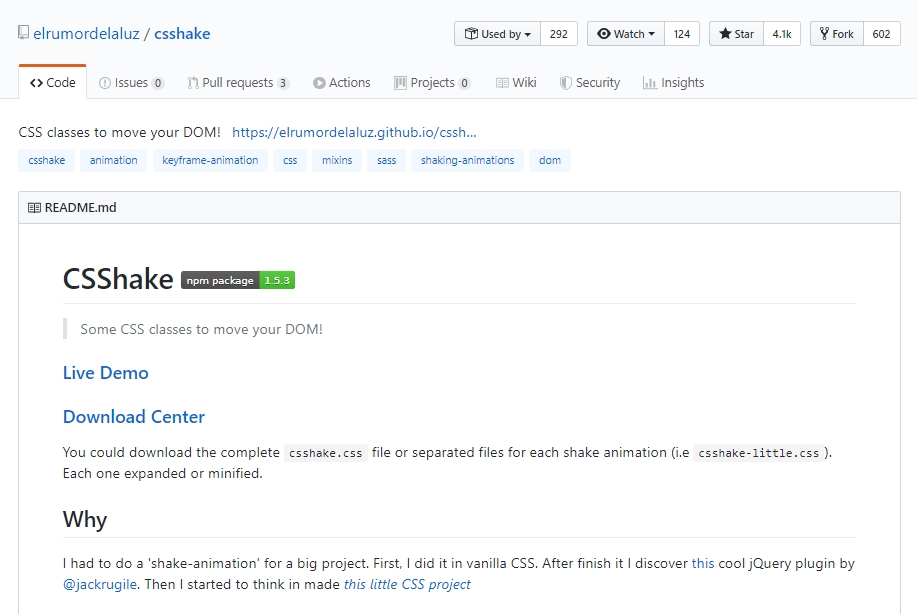 elrumordelaluz / csshake
Used by 292 Watch 124 Star 4.1k Fork 602
Code Issues 0 Pull requests 3 Actions Projects 0 Wiki Security Insights
CSS classes to move your DOM! https://elrumordelaluz.github.io/cssh...
csshake animation keyframe-animation css mixins sass shaking-animations dom
README.md
CSShake npm package 1.5.3
Some CSS classes to move your DOM!
Live Demo
Download Center
You could download the complete csshake.css file or separated files for each shake animation (i.e csshake-little.css ).
Each one expanded or minified.
Why
I had to do a 'shake-animation' for a big project. First, I did it in vanilla CSS. After finish it I discover this cool jQuery plugin by
@jackrugile. Then I started to think in made this little CSS project